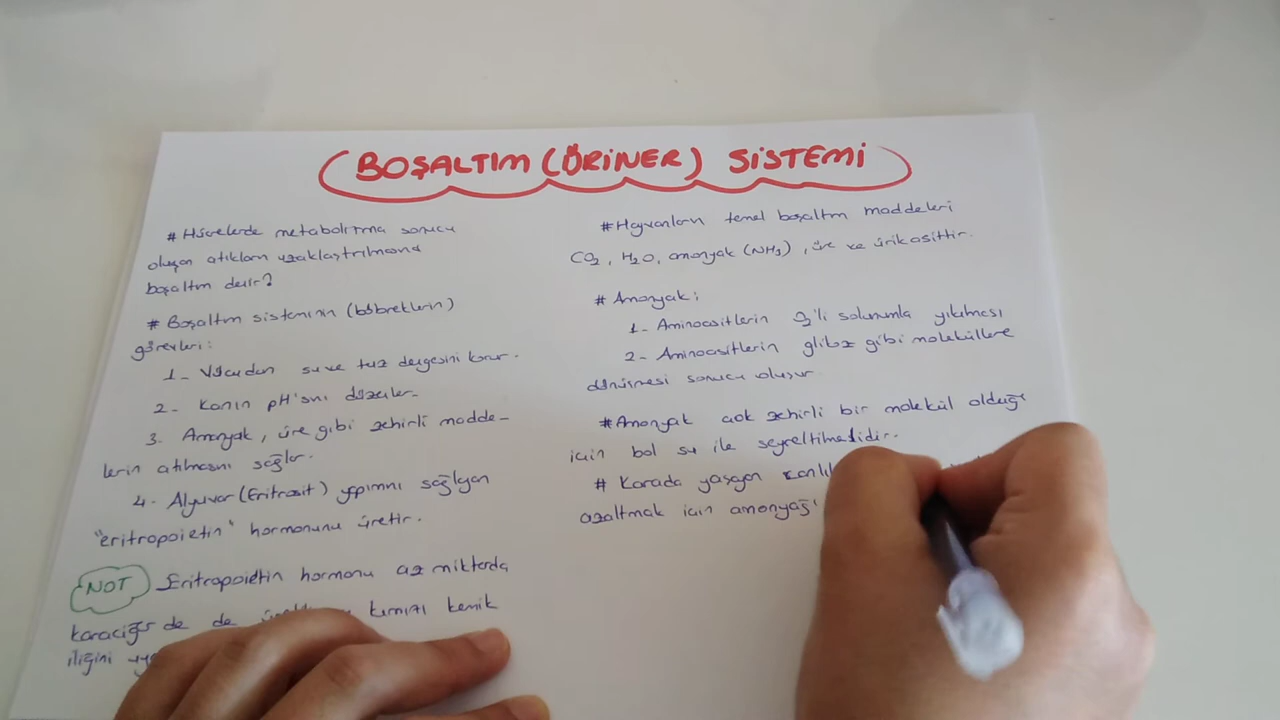 BOŞALTIM (ÜRİNER) SİSTEMİ
# Hücrelerde metabolizma sonucu
oluşan atıkların uzaklaştırılmasına
boşaltım denir.
# Boşaltım sisteminin (böbreklerin)
görevleri:
1- Vücudun su ve tuz dengesini korur.
2- Kanın pH'sını düzenler.
3- Amonyak, üre gibi zehirli madde-
lerin atılmasını sağlar.
4- Alyuvar (Eritrosit) yapımını sağlayan
"eritropoietin" hormonunu üretir.
NOT Eritropoietin hormonu az miktarda
karaciğerde de kırmızı kemik
iliğini
# Hayvanların temel boşaltım maddeleri
CO2, H2O, amonyak (NH3), üre ve ürikasittir.
# Amonyak:
1- Aminoasitlerin O2'li solunumla yıkılması
2- Aminoasitlerin glikoz gibi moleküllere
dönüşmesi sonucu oluşur
# Amonyak çok zehirli bir molekül olduğu
için bol su ile seyreltilmelidir.
# Karada yaşayan
azaltmak için amonyağı